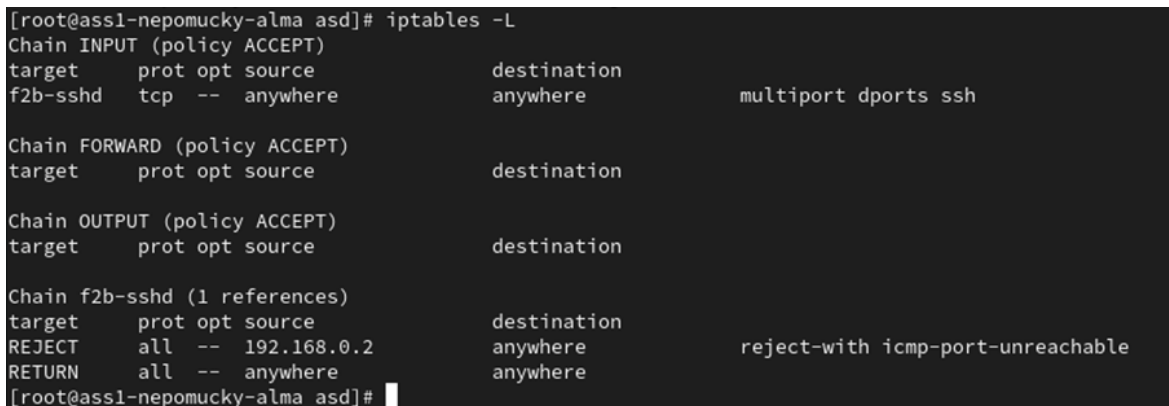 [root@ass1-nepomucky-alma asd]# iptables -L
Chain INPUT (policy ACCEPT)
target     prot opt source               destination
f2b-sshd   tcp  --  anywhere             anywhere             multiport dports ssh

Chain FORWARD (policy ACCEPT)
target     prot opt source               destination

Chain OUTPUT (policy ACCEPT)
target     prot opt source               destination

Chain f2b-sshd (1 references)
target     prot opt source               destination
REJECT     all  --  192.168.0.2          anywhere             reject-with icmp-port-unreachable
RETURN     all  --  anywhere             anywhere
[root@ass1-nepomucky-alma asd]#